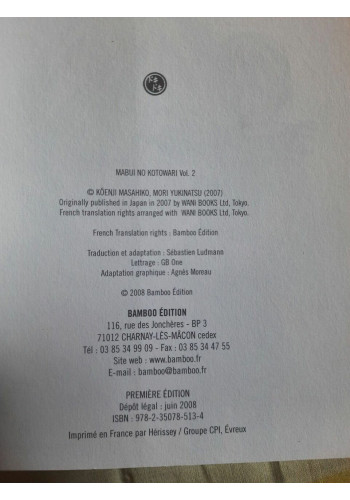 MABUI NO KOTOWARI Vol. 2
© KÔENJI MASAHIKO, MORI YUKINATSU (2007)
Originally published in Japan in 2007 by WANI BOOKS Ltd, Tokyo.
French translation rights arranged with WANI BOOKS Ltd, Tokyo.
French Translation rights : Bamboo Édition
Traduction et adaptation : Sébastien Ludmann
Lettrage : GB One
Adaptation graphique : Agnès Moreau
© 2008 Bamboo Édition
BAMBOO ÉDITION
116, rue des Jonchères - BP 3
71012 CHARNAY-LÈS-MÂCON cedex
Tél : 03 85 34 99 09 - Fax : 03 85 34 47 55
Site web : www.bamboo.fr
E-mail : bamboo@bamboo.fr
PREMIÈRE ÉDITION
Dépôt légal : juin 2008
ISBN : 978-2-35078-513-4
Imprimé en France par Hérissey / Groupe CPI, Évreux